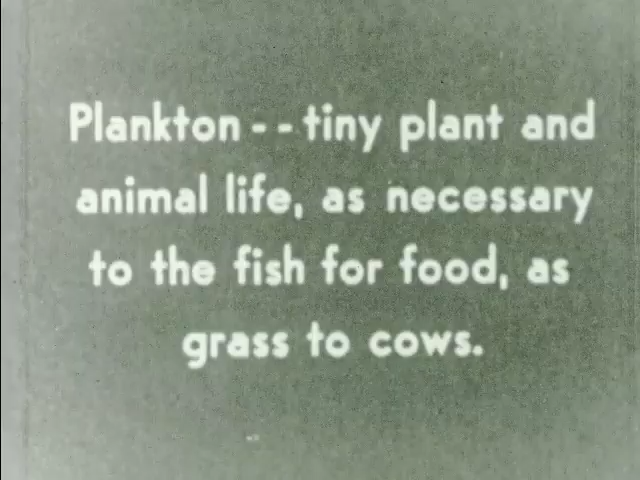 Plankton -- tiny plant and
animal life, as necessary
to the fish for food, as
grass to cows.